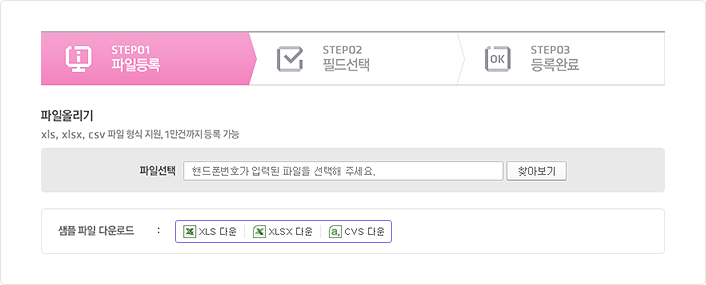 STEP01 STEP02 STEP03
파일등록 필드선택 OK 등록완료
파일올리기
xls, xlsx, csv 파일 형식 지원, 1만건까지 등록 가능
파일선택 핸드폰번호가 입력된 파일을 선택해 주세요. 찾아보기
샘플 파일 다운로드 : XLS 다운 XLSX 다운 a, CVS 다운